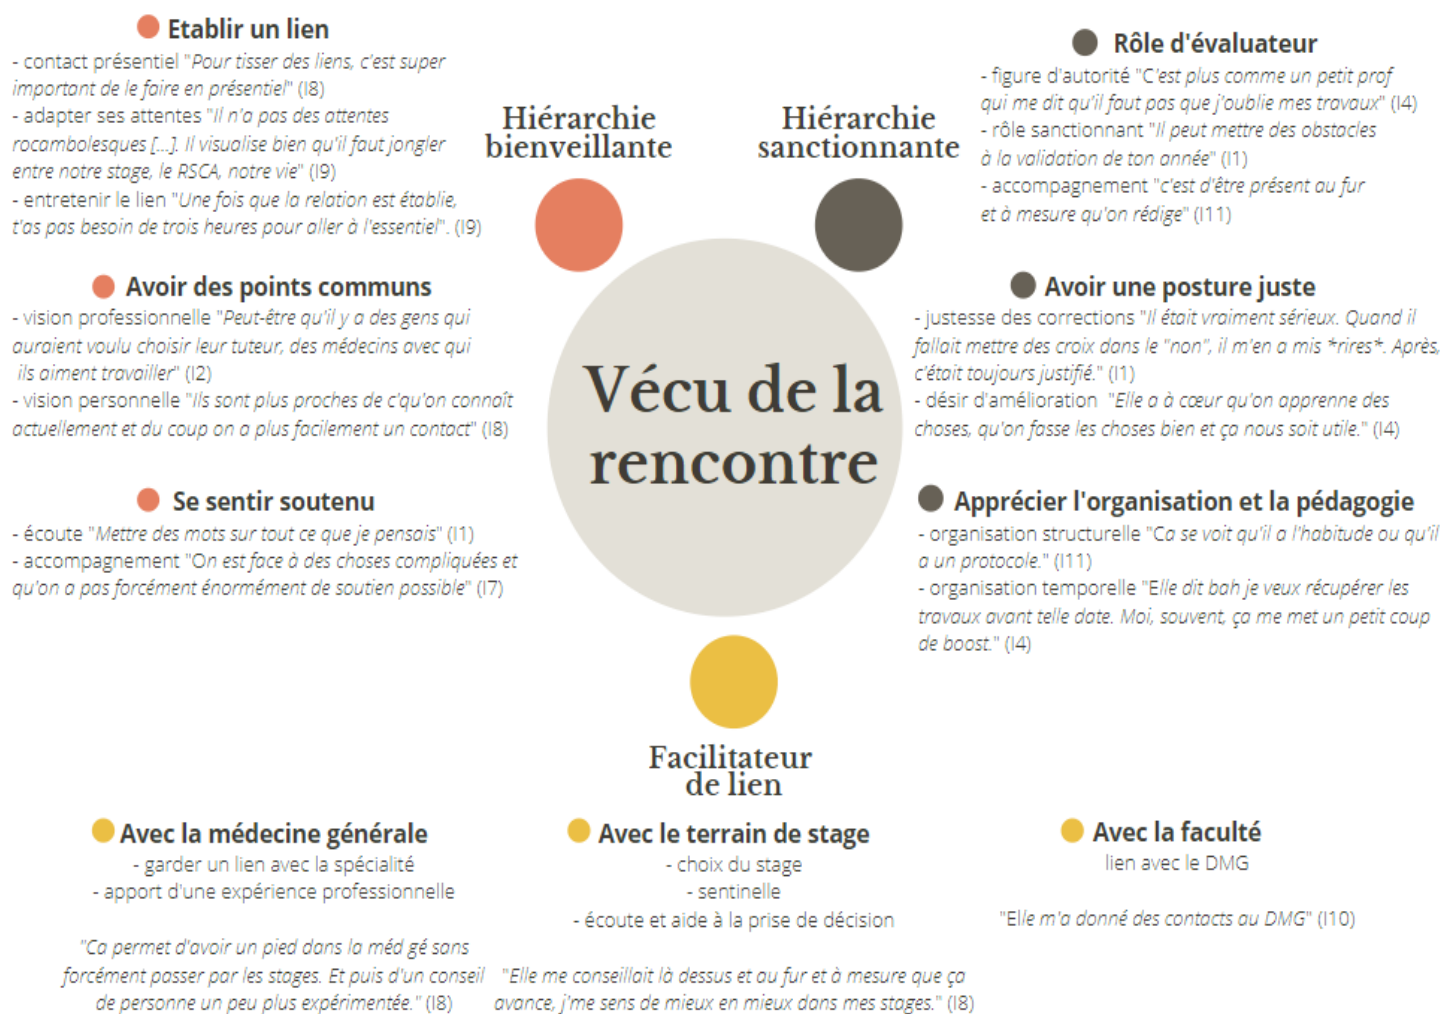 Etablir un lien
- contact présentiel "Pour tisser des liens, c'est super
important de le faire en présentiel" (I8)
- adapter ses attentes "Il n'a pas des attentes
rocambolesques [...]. Il visualise bien qu'il faut jongler
entre notre stage, le RSCA, notre vie" (I9)
- entretenir le lien "Une fois que la relation est établie,
t'as pas besoin de trois heures pour aller à l'essentiel". (I9)
Avoir des points communs
- vision professionnelle "Peut-être qu'il y a des gens qui
auraient voulu choisir leur tuteur, des médecins avec qui
ils aiment travailler" (I2)
- vision personnelle "Ils sont plus proches de c'qu'on connaît
actuellement et du coup on a plus facilement un contact" (I8)
Se sentir soutenu
- écoute "Mettre des mots sur tout ce que je pensais" (I1)
- accompagnement "On est face à des choses compliquées et
qu'on a pas forcément énormément de soutien possible" (I7)
Hiérarchie
bienveillante
Hiérarchie
sanctionnante
Vécu de la
rencontre
Rôle d'évaluateur
- figure d'autorité "C'est plus comme un petit prof
qui me dit qu'il faut pas que j'oublie mes travaux" (I4)
- rôle sanctionnant "Il peut mettre des obstacles
à la validation de ton année" (I1)
- accompagnement "c'est d'être présent au fur
et à mesure qu'on rédige" (I11)
Avoir une posture juste
- justesse des corrections "Il était vraiment sérieux. Quand il
fallait mettre des croix dans le "non", il m'en a mis *rires*. Après,
c'était toujours justifié." (I1)
- désir d'amélioration "Elle a à cœur qu'on apprenne des
choses, qu'on fasse les choses bien et ça nous soit utile." (I4)
Apprécier l'organisation et la pédagogie
- organisation structurelle "Ca se voit qu'il a l'habitude ou qu'il
a un protocole." (I11)
- organisation temporelle "Elle dit bah je veux récupérer les
travaux avant telle date. Moi, souvent, ça me met un petit coup
de boost." (I4)
Facilitateur
de lien
Avec la médecine générale
- garder un lien avec la spécialité
- apport d'une expérience professionnelle
"Ca permet d'avoir un pied dans la méd gé sans
forcément passer par les stages. Et puis d'un conseil
de personne un peu plus expérimentée." (I8)
Avec le terrain de stage
- choix du stage
- sentinelle
- écoute et aide à la prise de décision
"Elle me conseillait là dessus et au fur et à mesure que ça
avance, j'me sens de mieux en mieux dans mes stages." (I8)
Avec la faculté
lien avec le DMG
"Elle m'a donné des contacts au DMG" (I10)